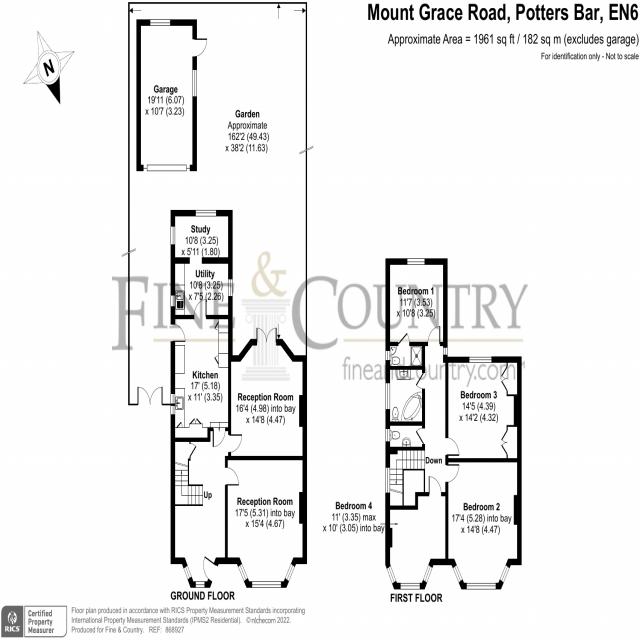 Mount Grace Road, Potters Bar, EN6
Approximate Area = 1961 sq ft / 182 sq m (excludes garage)
For identification only - Not to scale
N
Garage
19'11 (6.07)
x 10'7 (3.23)
Garden
Approximate
162'2 (49.43)
x 38'2 (11.63)
Study
10'8 (3.25)
x 5'11 (1.80)
Utility
10'8 (3.25)
x 7'5 (2.26)
FINE & COUNTRY
fineandcountry.com™
Kitchen
17' (5.18)
x 11' (3.35)
Reception Room
16'4 (4.98) into bay
x 14'8 (4.47)
Up
Reception Room
17'5 (5.31) into bay
x 15'4 (4.67)
GROUND FLOOR
Bedroom 1
11'7 (3.53)
x 10'8 (3.25)
Bedroom 3
14'5 (4.39)
x 14'2 (4.32)
Down
Bedroom 4
11' (3.35) max
x 10' (3.05) into bay
Bedroom 2
17'4 (5.28) into bay
x 14'8 (4.47)
FIRST FLOOR
RICS
Certified
Property
Measurer
Floor plan produced in accordance with RICS Property Measurement Standards incorporating
International Property Measurement Standards (IPMS2 Residential). ©ntchecom 2022.
Produced for Fine & Country. REF: 868927